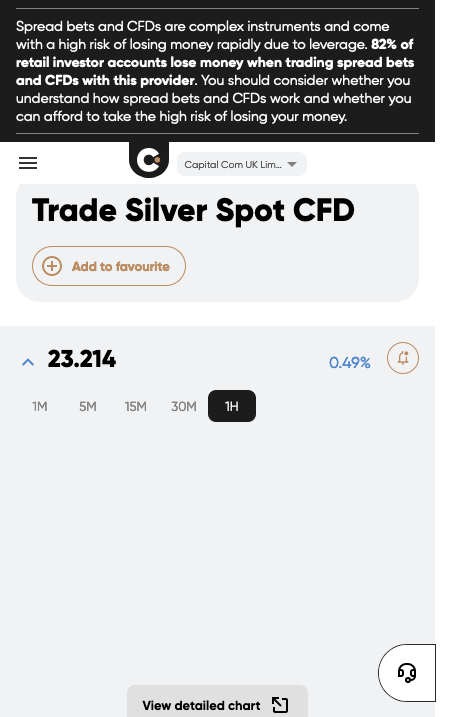 Spread bets and CFDs are complex instruments and come
with a high risk of losing money rapidly due to leverage. 82% of
retail investor accounts lose money when trading spread bets
and CFDs with this provider. You should consider whether you
understand how spread bets and CFDs work and whether you
can afford to take the high risk of losing your money.
Capital Com UK Lim...
Trade Silver Spot CFD
Add to favourite
23.214
0.49%
1M 5M 15M 30M 1H
View detailed chart